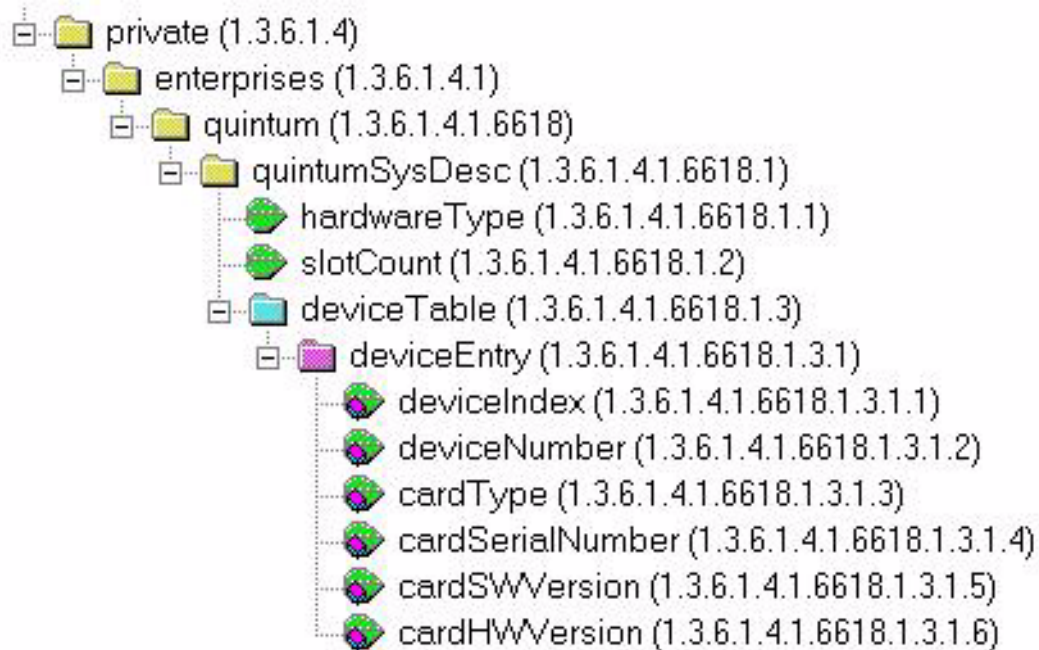 private (1.3.6.1.4)
enterprises (1.3.6.1.4.1)
quintum (1.3.6.1.4.1.6618)
quintumSysDesc (1.3.6.1.4.1.6618.1)
hardwareType (1.3.6.1.4.1.6618.1.1)
slotCount (1.3.6.1.4.1.6618.1.2)
deviceTable (1.3.6.1.4.1.6618.1.3)
deviceEntry (1.3.6.1.4.1.6618.1.3.1)
deviceIndex (1.3.6.1.4.1.6618.1.3.1.1)
deviceNumber (1.3.6.1.4.1.6618.1.3.1.2)
cardType (1.3.6.1.4.1.6618.1.3.1.3)
cardSerialNumber (1.3.6.1.4.1.6618.1.3.1.4)
cardSWVersion (1.3.6.1.4.1.6618.1.3.1.5)
cardHWVersion (1.3.6.1.4.1.6618.1.3.1.6)